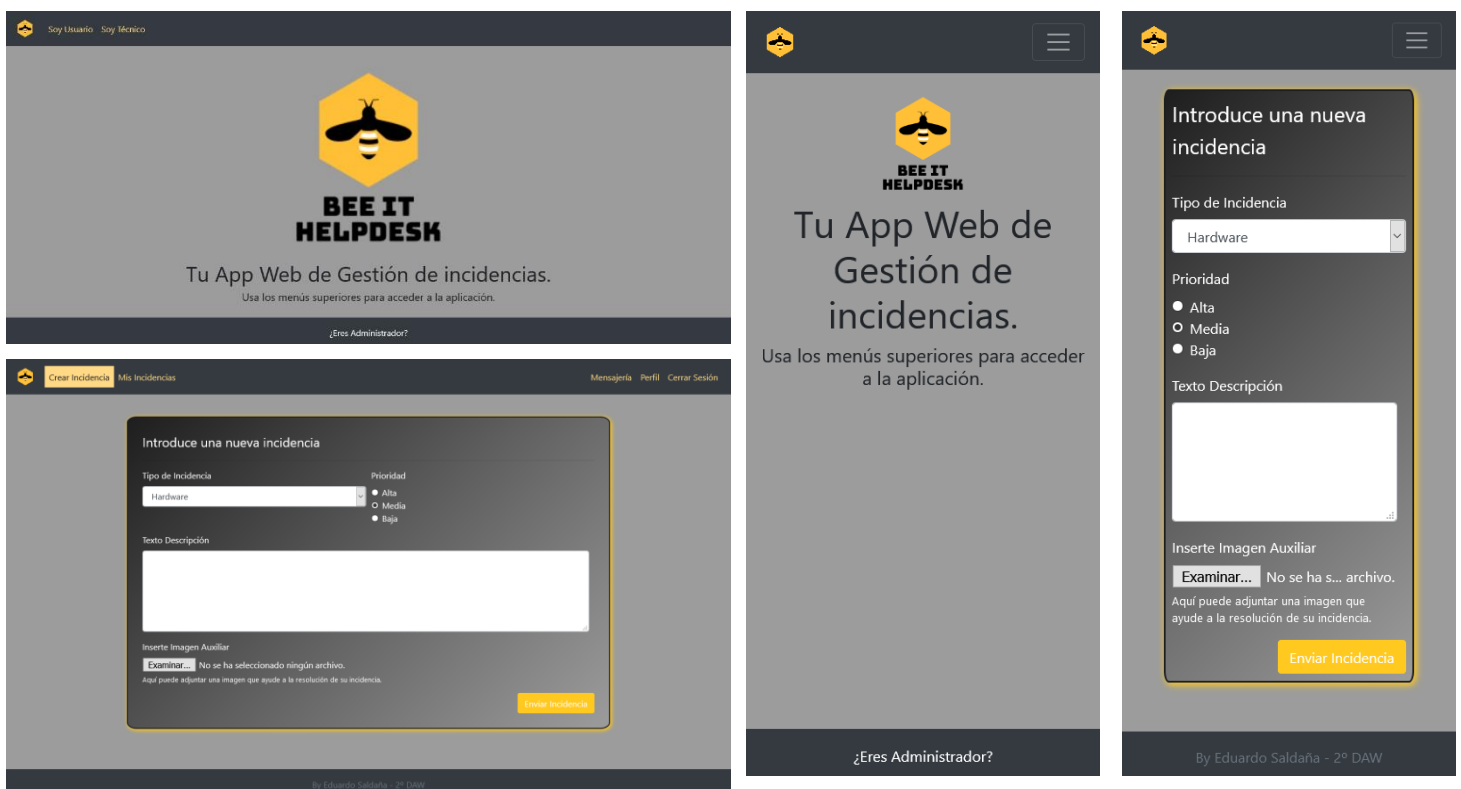 Soy Usuario Soy Técnico
BEE IT
HELPDESK
Tu App Web de Gestión de incidencias.
Usa los menús superiores para acceder a la aplicación.
¿Eres Administrador?
Crear Incidencia Mis Incidencias Mensajería Perfil Cerrar Sesión
Introduce una nueva incidencia
Tipo de Incidencia Prioridad
Hardware
Alta
Media
Baja
Texto Descripción
Inserte Imagen Auxiliar
Examinar... No se ha seleccionado ningún archivo.
Aquí puede adjuntar una imagen que ayude a la resolución de su incidencia.
Enviar Incidencia
By Eduardo Saldaña - 2º DAW
BEE IT
HELPDESK
Tu App Web de
Gestión de
incidencias.
Usa los menús superiores para acceder
a la aplicación.
¿Eres Administrador?
Introduce una nueva
incidencia
Tipo de Incidencia
Hardware
Prioridad
Alta
Media
Baja
Texto Descripción
Inserte Imagen Auxiliar
Examinar... No se ha s... archivo.
Aquí puede adjuntar una imagen que
ayude a la resolución de su incidencia.
Enviar Incidencia
By Eduardo Saldaña - 2º DAW